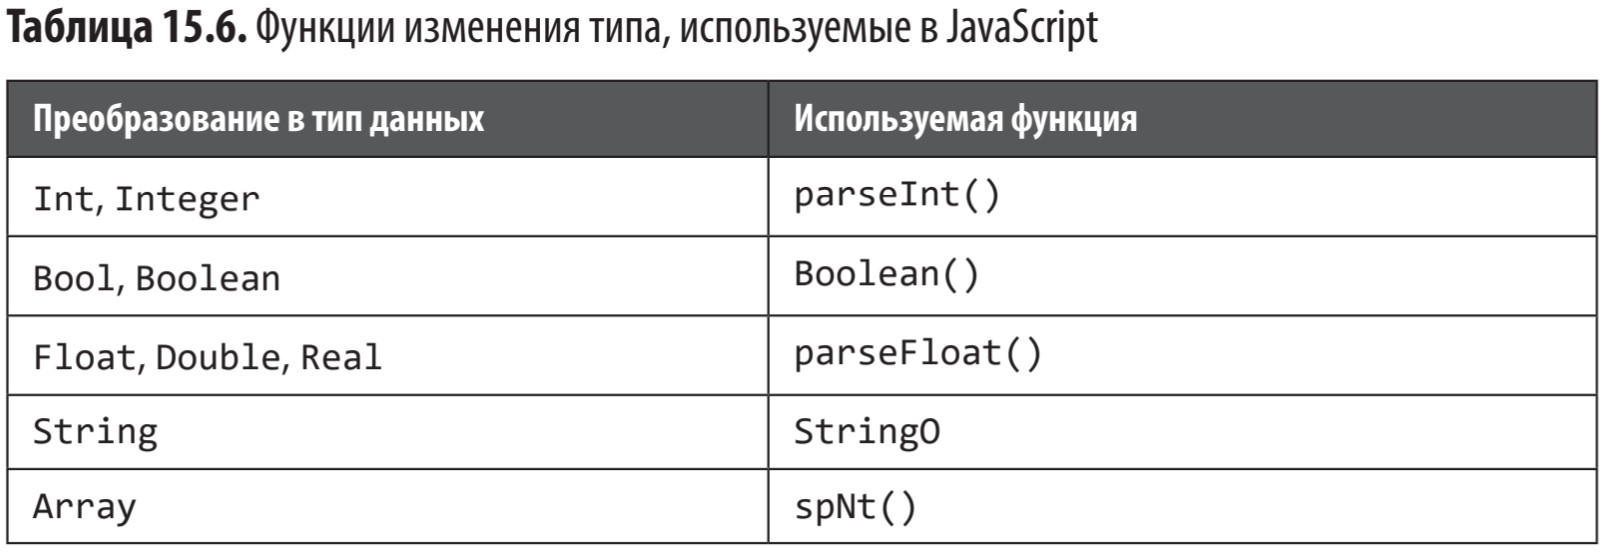 Таблица 15.6. Функции изменения типа, используемые в JavaScript
Преобразование в тип данных Используемая функция
Int, Integer parseInt()
Bool, Boolean Boolean()
Float, Double, Real parseFloat()
String StringO
Array spNt()